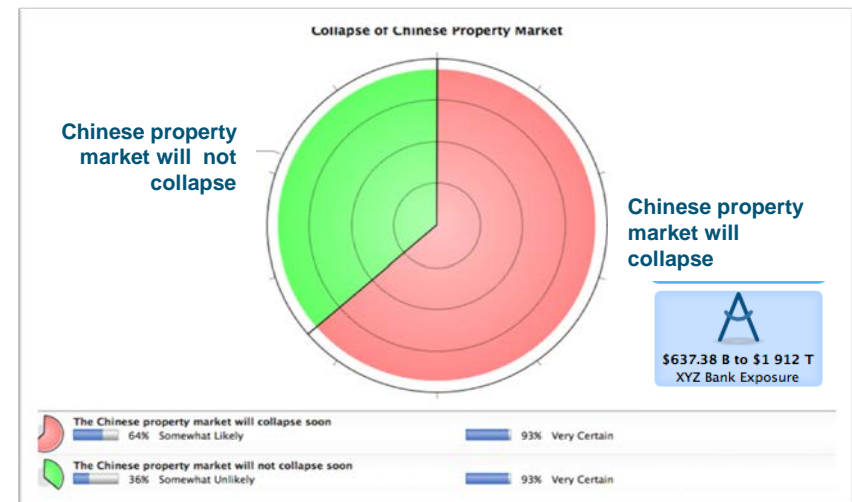 Collapse of Chinese Property Market
Chinese property
market will not
collapse
Chinese property
market will
collapse
$637.38 B to $1 912 T
XYZ Bank Exposure
The Chinese property market will collapse soon
64% Somewhat Likely 93% Very Certain
The Chinese property market will not collapse soon
36% Somewhat Unlikely 93% Very Certain